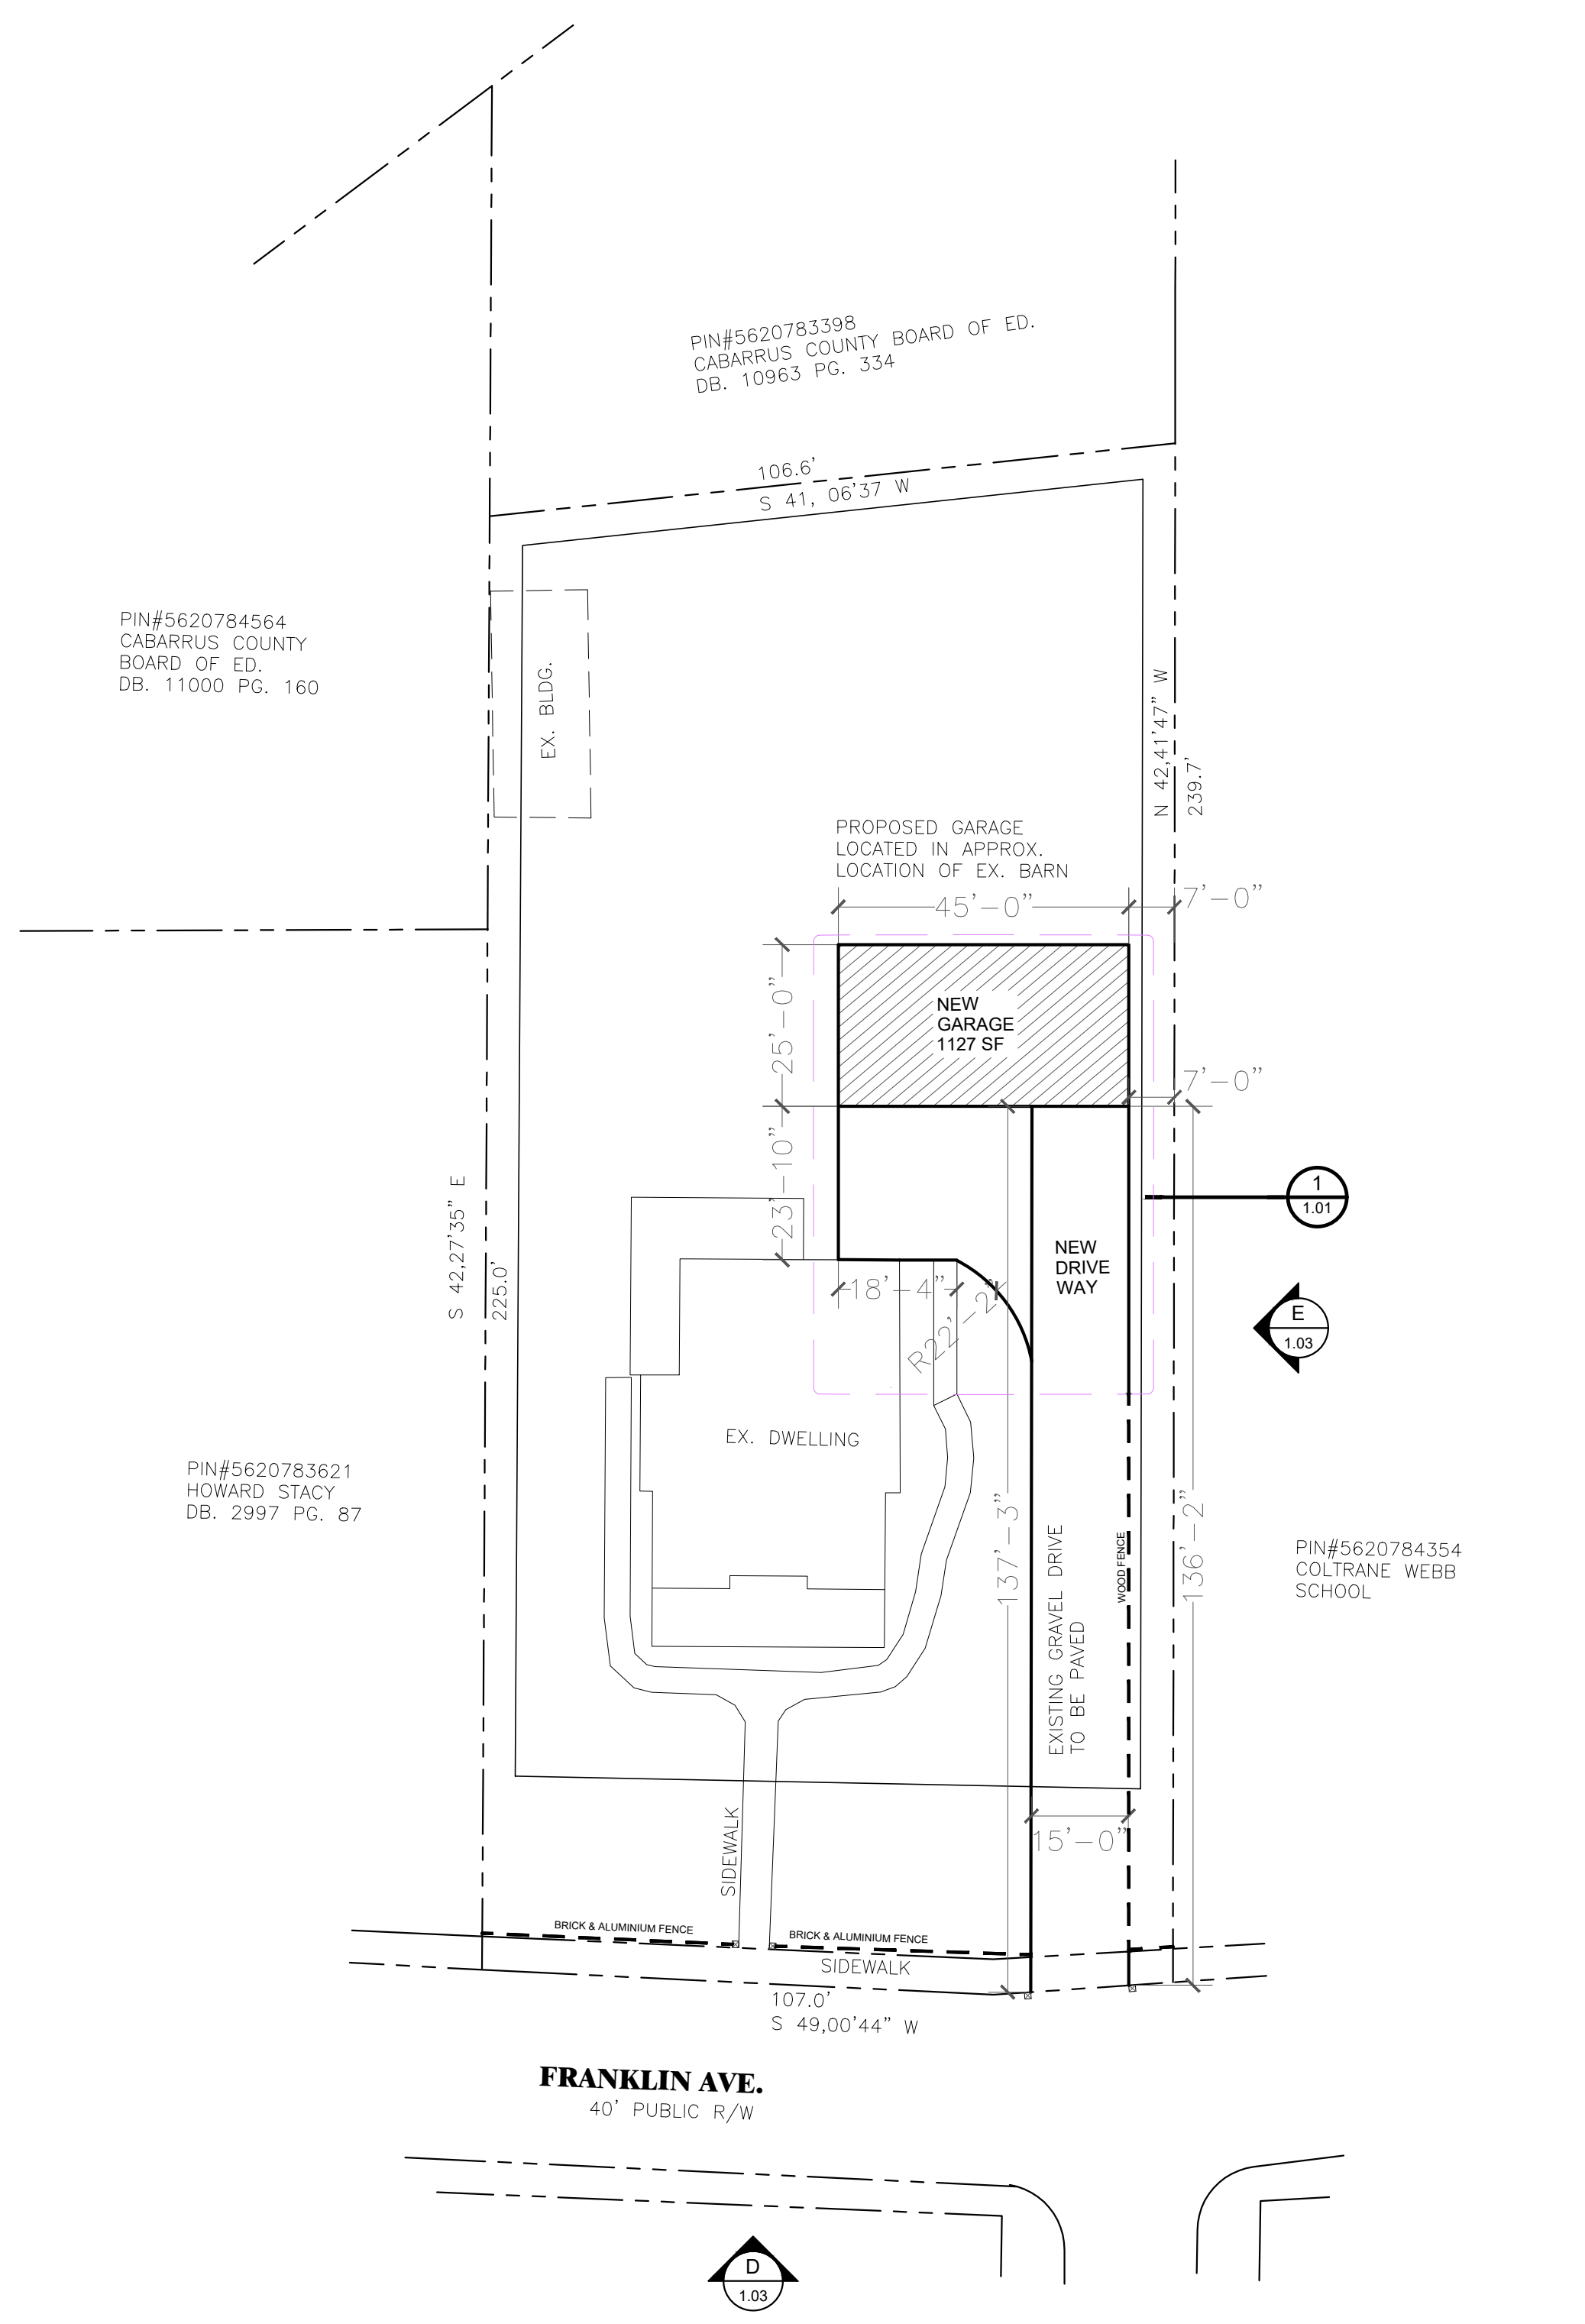 PIN#5620783398
CABARRUS COUNTY BOARD OF ED.
DB. 10963 PG. 334
106.6'
S 41, 06'37 W
PIN#5620784564
CABARRUS COUNTY
BOARD OF ED.
DB. 11000 PG. 160
EX. BLDG.
N 42,41'47" W
239.7'
PROPOSED GARAGE
LOCATED IN APPROX.
LOCATION OF EX. BARN
45'-0"
7'-0"
25'-0"
NEW
GARAGE
1127 SF
7'-0"
23'-10"
S 42,27'35" E
225.0'
1
1.01
NEW
DRIVE
WAY
18'-4"
R22'-2"
E
1.03
EX. DWELLING
PIN#5620783621
HOWARD STACY
DB. 2997 PG. 87
137'-3"
EXISTING GRAVEL DRIVE
TO BE PAVED
WOOD FENCE
136'-2"
PIN#5620784354
COLTRANE WEBB
SCHOOL
15'-0"
SIDEWALK
BRICK & ALUMINIUM FENCE
BRICK & ALUMINIUM FENCE
SIDEWALK
107.0'
S 49,00'44" W
FRANKLIN AVE.
40' PUBLIC R/W
D
1.03